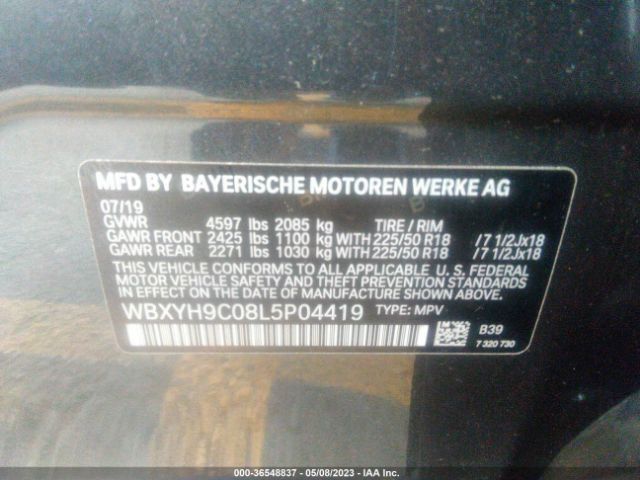 MFD BY BAYERISCHE MOTOREN WERKE AG
07/19
GVWR 4597 lbs 2085 kg TIRE / RIM
GAWR FRONT 2425 lbs 1100 kg WITH 225/50 R18 /7 1/2Jx18
GAWR REAR 2271 lbs 1030 kg WITH 225/50 R18 /7 1/2Jx18
THIS VEHICLE CONFORMS TO ALL APPLICABLE U. S. FEDERAL
MOTOR VEHICLE SAFETY AND THEFT PREVENTION STANDARDS
IN EFFECT ON THE DATE OF MANUFACTURE SHOWN ABOVE.
WBXYH9C08L5P04419 TYPE: MPV
B39
7 320 730
000-36548837 - 05/08/2023 - IAA Inc.